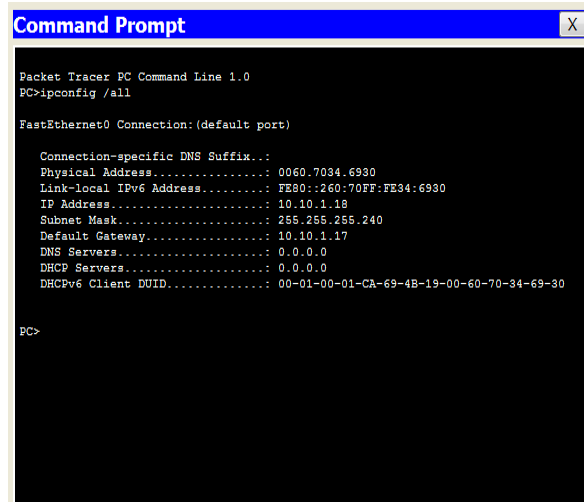 Command Prompt
X
Packet Tracer PC Command Line 1.0
PC>ipconfig /all
FastEthernet0 Connection:(default port)
Connection-specific DNS Suffix..:
Physical Address................: 0060.7034.6930
Link-local IPv6 Address.........: FE80::260:70FF:FE34:6930
IP Address......................: 10.10.1.18
Subnet Mask.....................: 255.255.255.240
Default Gateway.................: 10.10.1.17
DNS Servers.....................: 0.0.0.0
DHCP Servers....................: 0.0.0.0
DHCPv6 Client DUID..............: 00-01-00-01-CA-69-4B-19-00-60-70-34-69-30
PC>